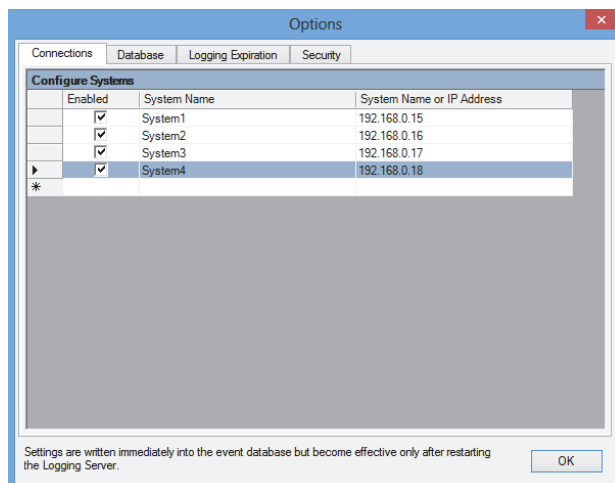 Options
Connections Database Logging Expiration Security
Configure Systems
Enabled System Name System Name or IP Address
System1 192.168.0.15
System2 192.168.0.16
System3 192.168.0.17
System4 192.168.0.18
Settings are written immediately into the event database but become effective only after restarting
the Logging Server.
OK